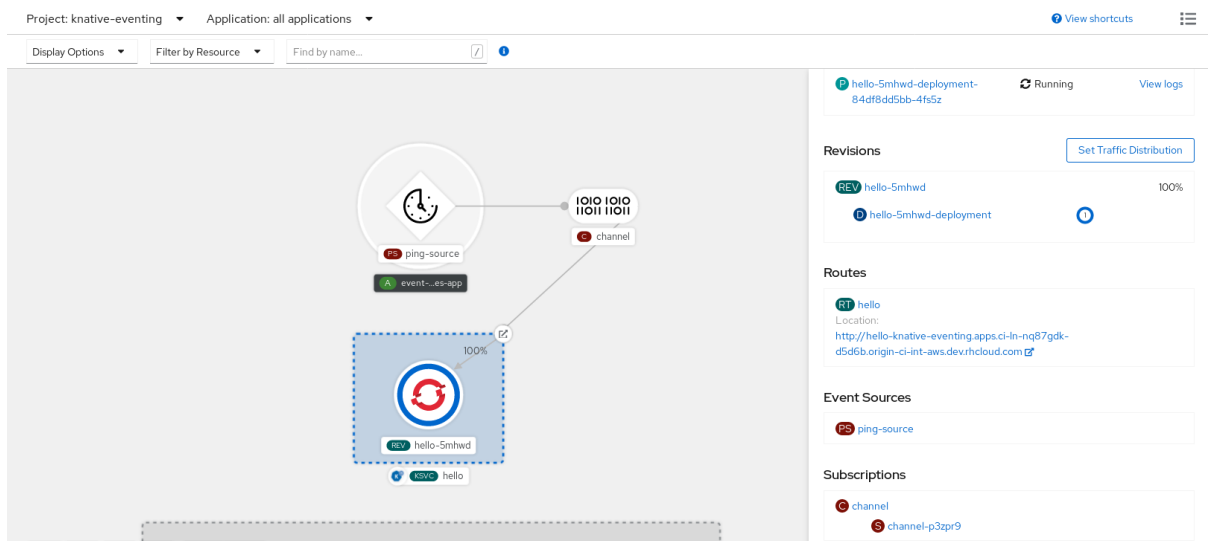 Project: knative-eventing
Application: all applications
View shortcuts
Display Options
Filter by Resource
Find by name...
/
1010 1010
11011 11011
C channel
PS ping-source
A event-...es-app
100%
REV hello-5mhwd
KSVC hello
P hello-5mhwd-deployment-
84df8dd5bb-4fs5z
Running
View logs
Revisions
Set Traffic Distribution
REV hello-5mhwd
100%
D hello-5mhwd-deployment
1
Routes
RT hello
Location:
http://hello-knative-eventing.apps.ci-ln-nq87gdk-
d5d6b.origin-ci-int-aws.dev.rhcloud.com
Event Sources
PS ping-source
Subscriptions
C channel
S channel-p3zpr9